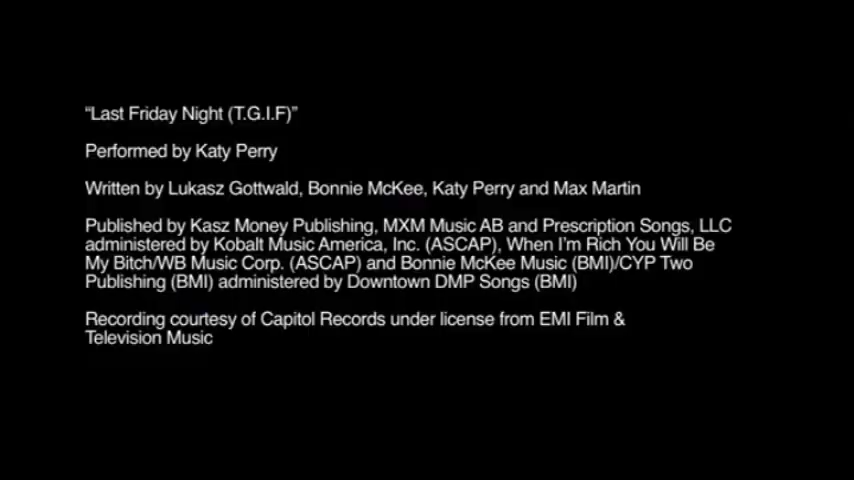 “Last Friday Night (T.G.I.F)”
Performed by Katy Perry
Written by Lukasz Gottwald, Bonnie McKee, Katy Perry and Max Martin
Published by Kasz Money Publishing, MXM Music AB and Prescription Songs, LLC
administered by Kobalt Music America, Inc. (ASCAP), When I’m Rich You Will Be
My Bitch/WB Music Corp. (ASCAP) and Bonnie McKee Music (BMI)/CYP Two
Publishing (BMI) administered by Downtown DMP Songs (BMI)
Recording courtesy of Capitol Records under license from EMI Film &
Television Music